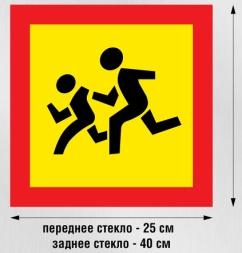 переднее стекло - 25 см
заднее стекло - 40 см